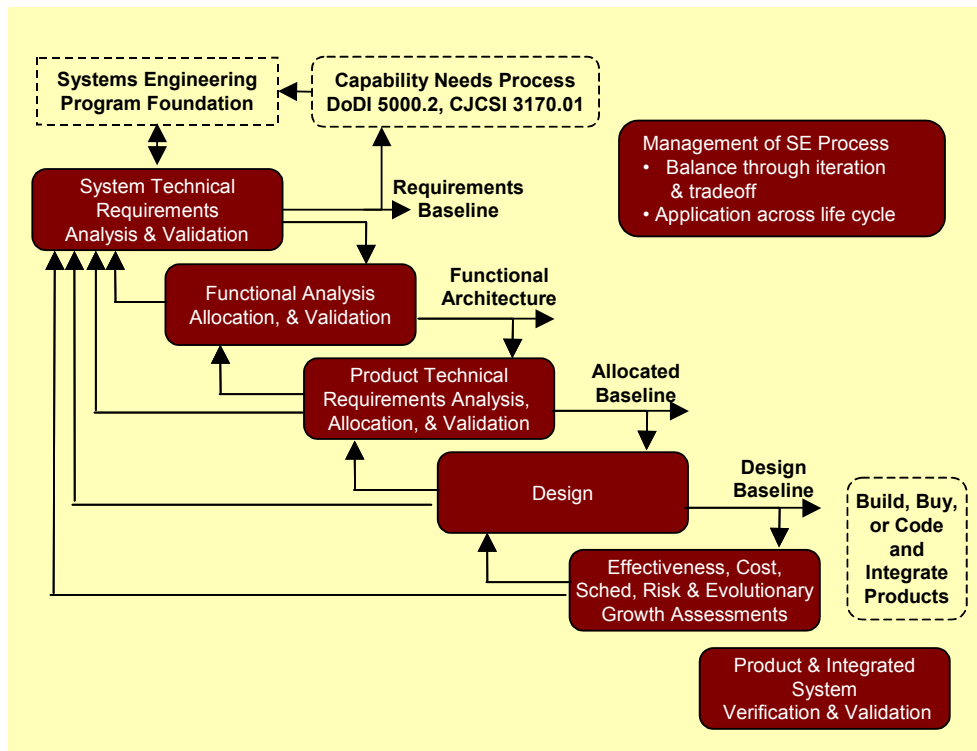 Systems Engineering
Program Foundation
Capability Needs Process
DoDI 5000.2, CJCSI 3170.01
Management of SE Process
• Balance through iteration
& tradeoff
• Application across life cycle
System Technical
Requirements
Analysis & Validation
Requirements
Baseline
Functional Analysis
Allocation, & Validation
Functional
Architecture
Product Technical
Requirements Analysis,
Allocation, & Validation
Allocated
Baseline
Design
Design
Baseline
Build, Buy,
or Code
and
Integrate
Products
Effectiveness, Cost,
Sched, Risk & Evolutionary
Growth Assessments
Product & Integrated
System
Verification & Validation